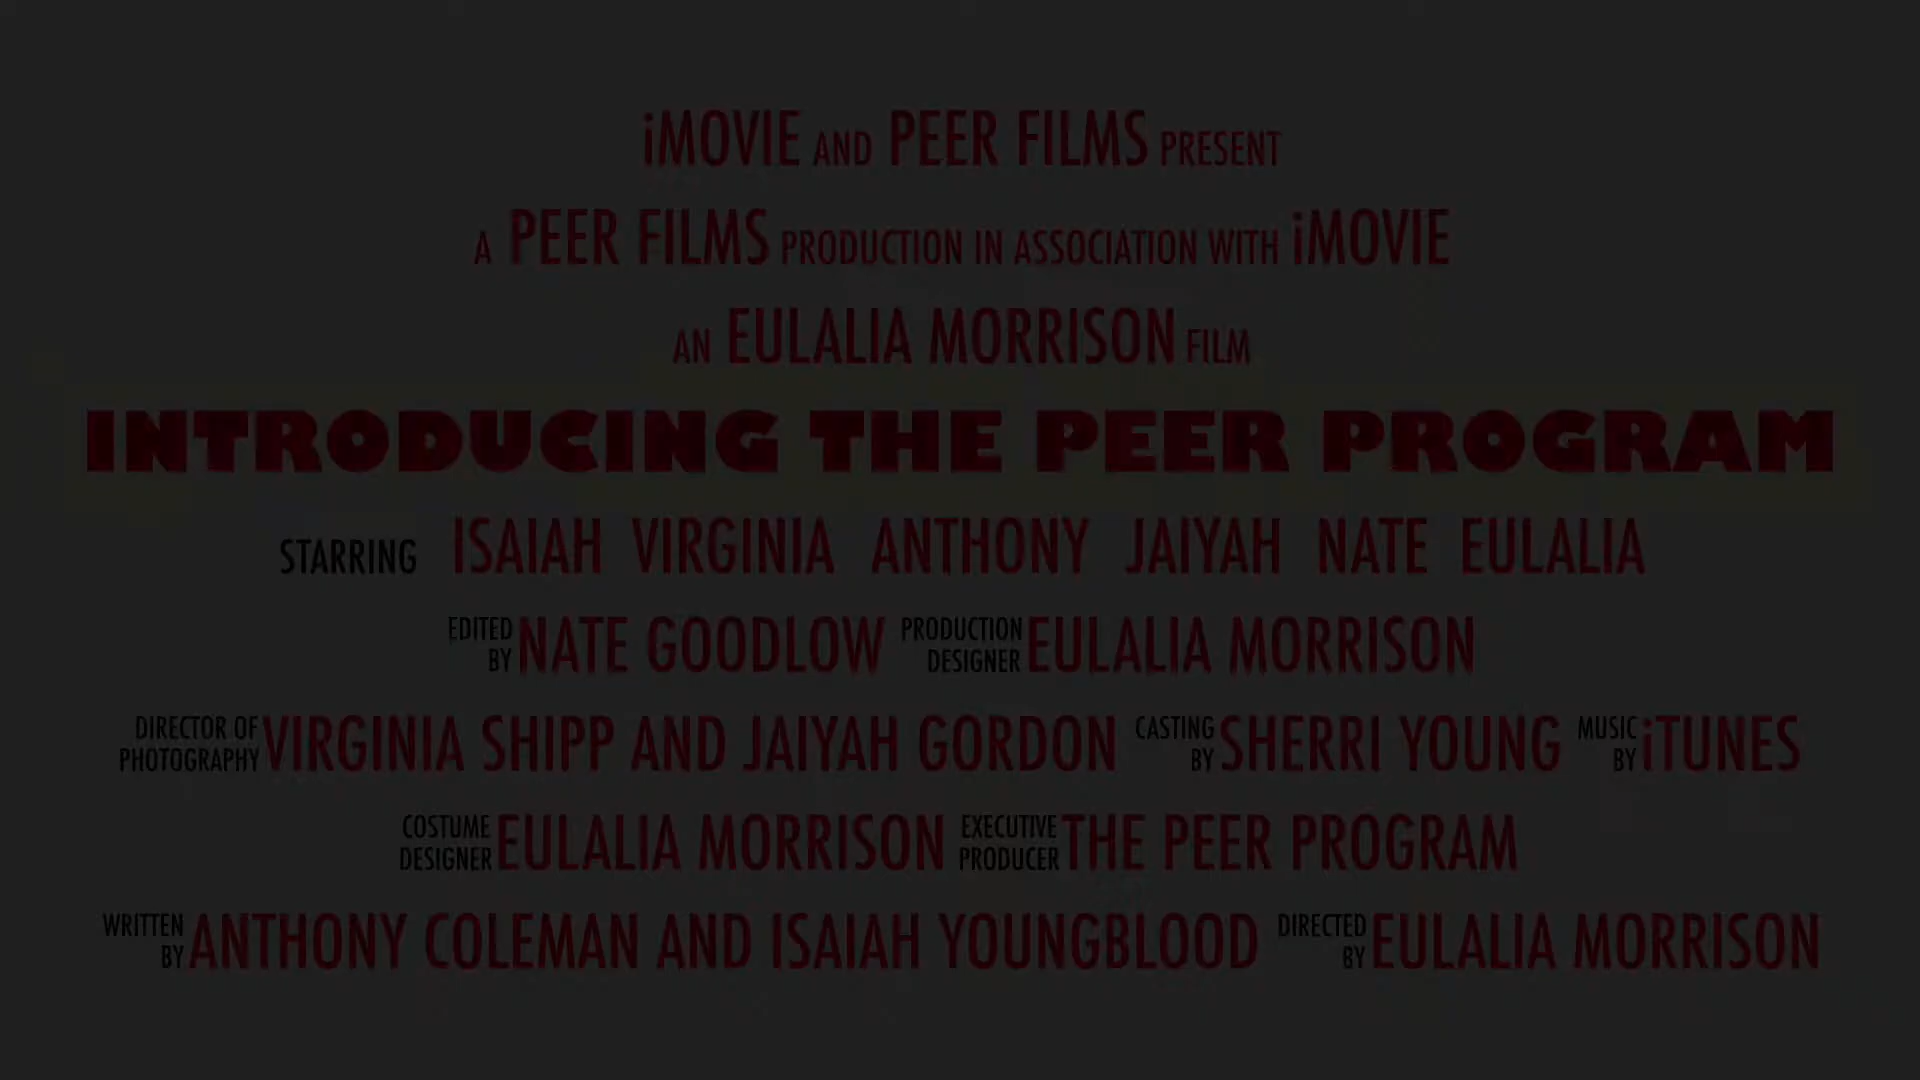 iMOVIE AND PEER FILMS PRESENT
A PEER FILMS PRODUCTION IN ASSOCIATION WITH iMOVIE
AN EULALIA MORRISON FILM
INTRODUCING THE PEER PROGRAM
STARRING ISAIAH VIRGINIA ANTHONY JAIYAH NATE EULALIA
EDITED BY NATE GOODLOW PRODUCTION DESIGNER EULALIA MORRISON
DIRECTOR OF PHOTOGRAPHY VIRGINIA SHIPP AND JAIYAH GORDON CASTING BY SHERRI YOUNG MUSIC BY iTUNES
COSTUME DESIGNER EULALIA MORRISON EXECUTIVE PRODUCER THE PEER PROGRAM
WRITTEN BY ANTHONY COLEMAN AND ISAIAH YOUNGBLOOD DIRECTED BY EULALIA MORRISON